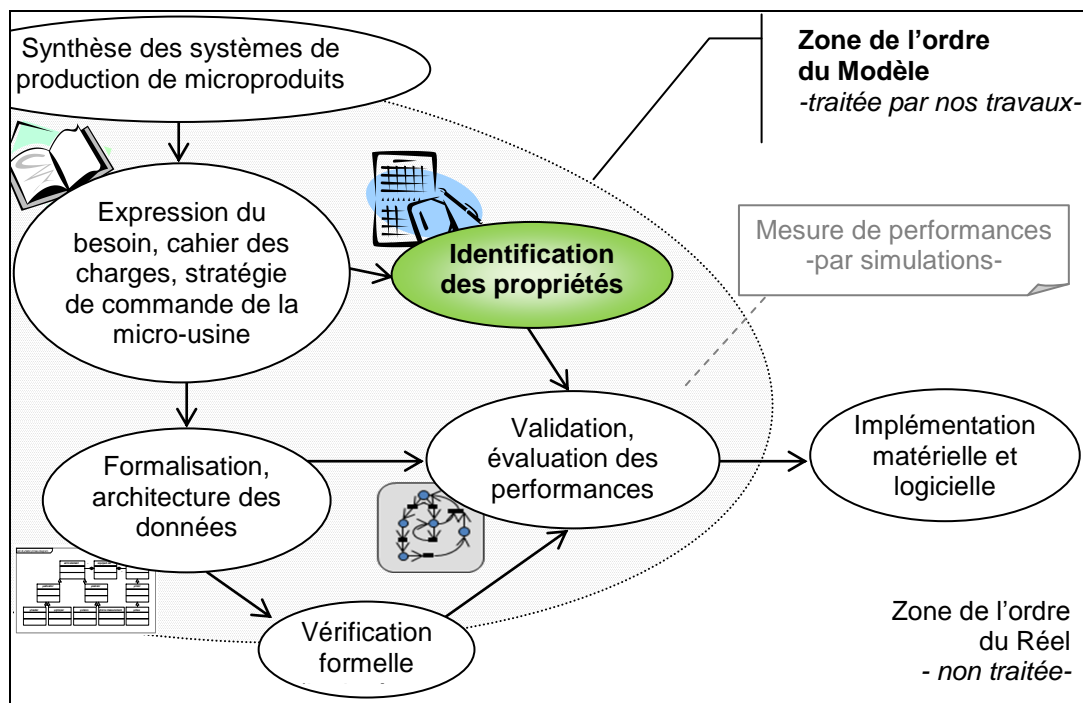 Synthèse des systèmes de
production de microproduits
Zone de l’ordre
du Modèle
-traitée par nos travaux-
Expression du
besoin, cahier des
charges, stratégie
de commande de la
micro-usine
Identification
des propriétés
Mesure de performances
-par simulations-
Formalisation,
architecture des
données
Validation,
évaluation des
performances
Implémentation
matérielle et
logicielle
Vérification
formelle
Zone de l’ordre
du Réel
- non traitée-